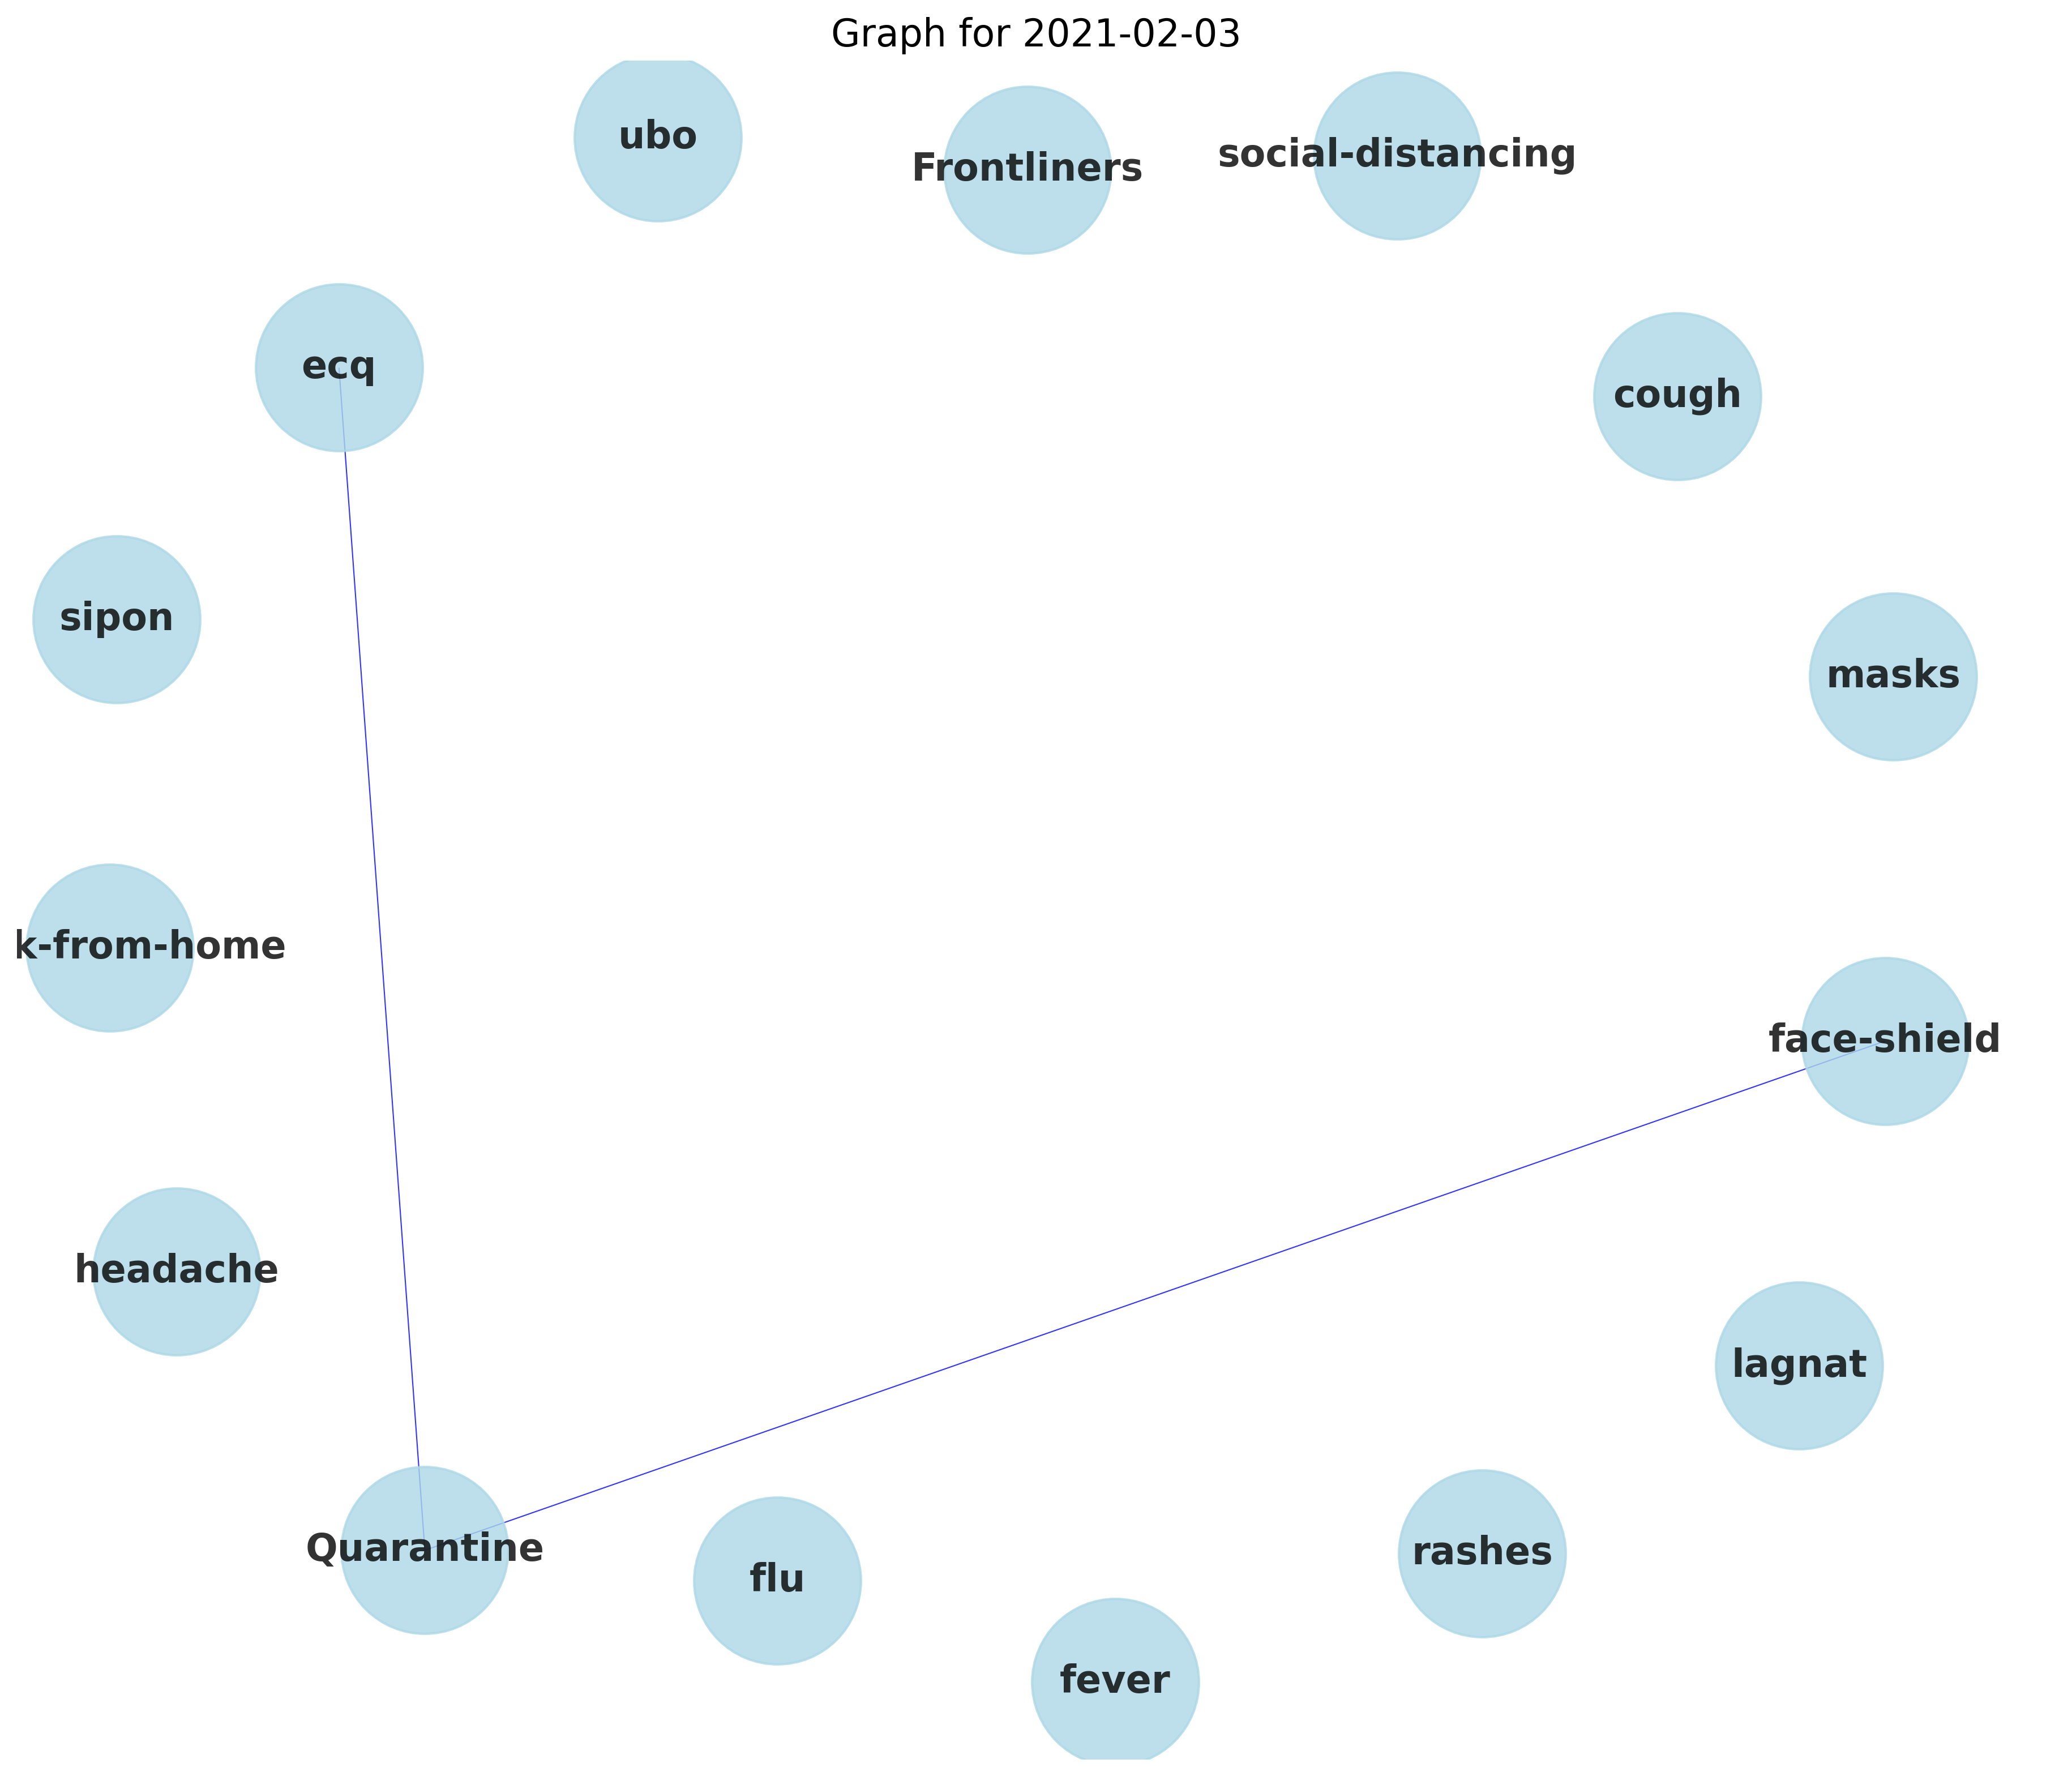 Graph for 2021-02-03
ubo
Frontliners
social-distancing
ecq
cough
sipon
masks
k-from-home
face-shield
headache
lagnat
Quarantine
flu
rashes
fever